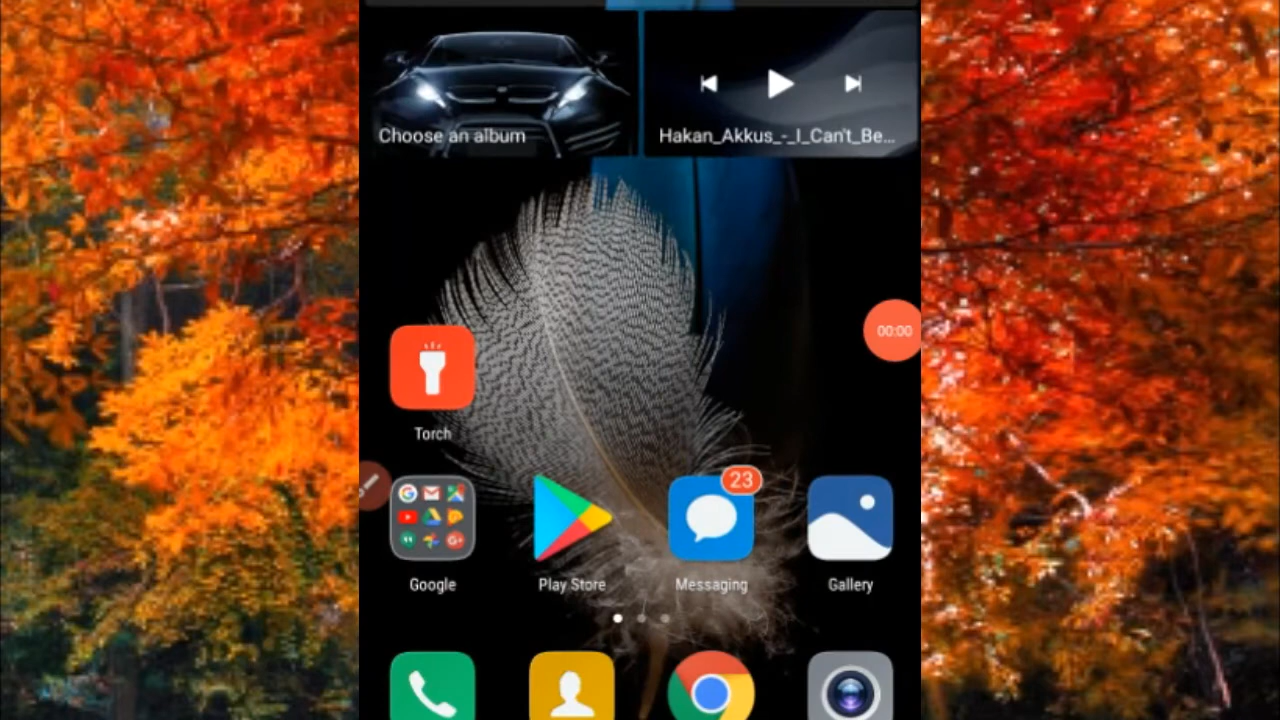 Choose an album
Hakan_Akkus_-_I_Can't_Be...
00:00
Torch
23
Google
Play Store
Messaging
Gallery